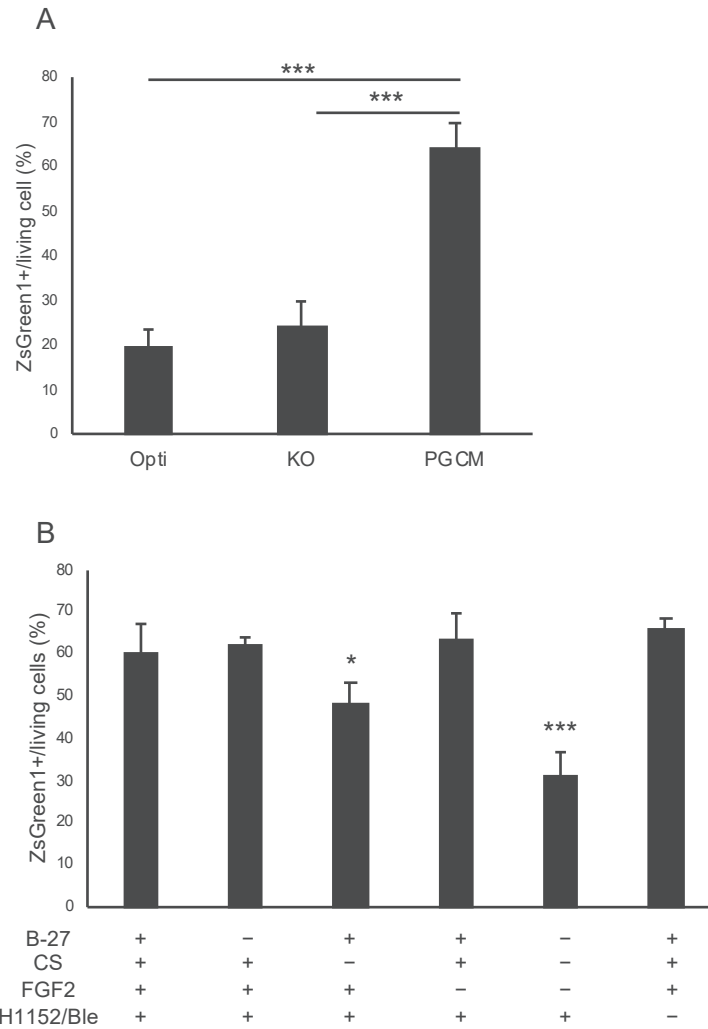 A
***
***
ZsGreen1+/living cell (%)
80
70
60
50
40
30
20
10
0
Opti KO PGCM
B
ZsGreen1+/living cells (%)
80
70
60
50
40
30
20
10
0
*
***
B-27 + − + + − +
CS + + − + − +
FGF2 + + + − − +
H1152/Ble + + + + + −